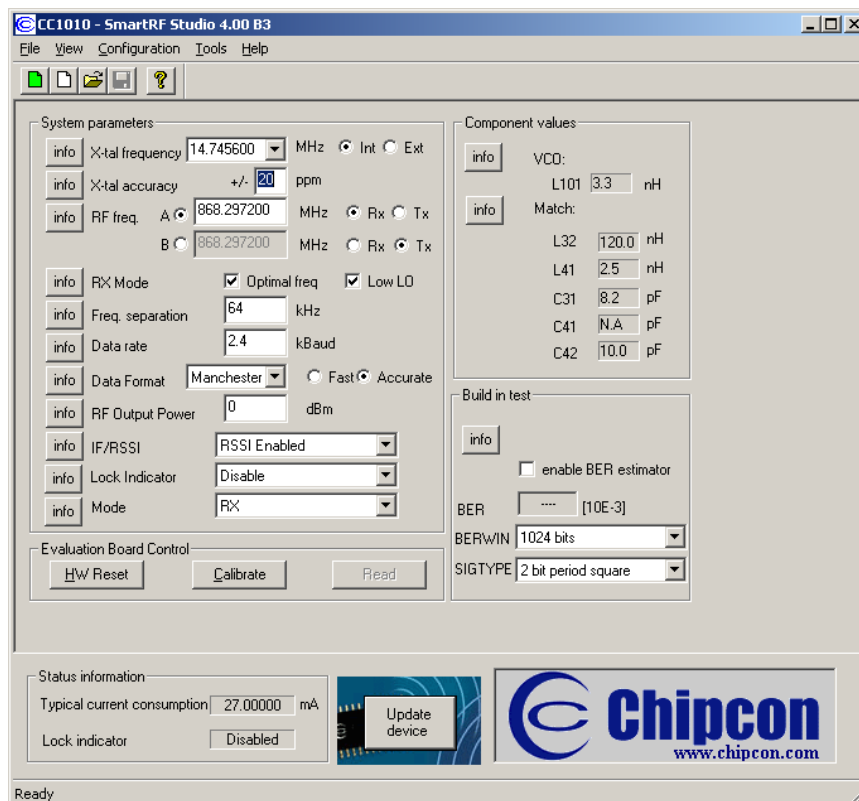 CC1010 - SmartRF Studio 4.00 B3
File View Configuration Tools Help
System parameters
info X-tal frequency 14.745600 MHz Int Ext
info X-tal accuracy +/- 20 ppm
info RF freq. A 868.297200 MHz Rx Tx
B 868.297200 MHz Rx Tx
info RX Mode Optimal freq Low LO
info Freq. separation 64 kHz
info Data rate 2.4 kBaud
info Data Format Manchester Fast Accurate
info RF Output Power 0 dBm
info IF/RSSI RSSI Enabled
info Lock Indicator Disable
info Mode RX
Evaluation Board Control
HW Reset Calibrate Read
Component values
info VCO:
L101 3.3 nH
info Match:
L32 120.0 nH
L41 2.5 nH
C31 8.2 pF
C41 N.A pF
C42 10.0 pF
Build in test
info
enable BER estimator
BER ---- [10E-3]
BERWIN 1024 bits
SIGTYPE 2 bit period square
Status information
Typical current consumption 27.00000 mA
Lock indicator Disabled
Update
device
Chipcon
www.chipcon.com
Ready